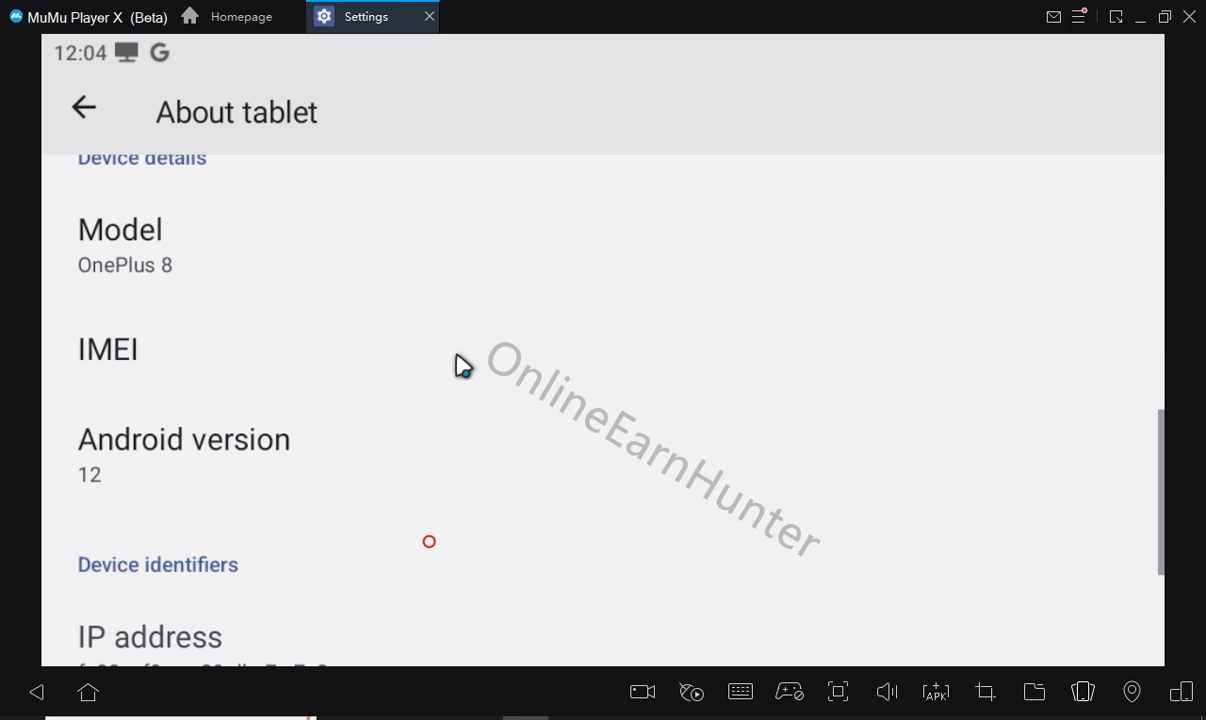 MuMu Player X (Beta)
Homepage
Settings
12:04
About tablet
Device details
Model
OnePlus 8
IMEI
Android version
12
OnlineEarnHunter
Device identifiers
IP address
APK